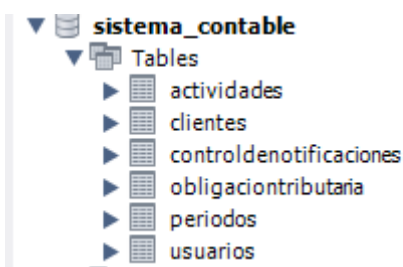 sistema_contable
Tables
actividades
clientes
controldenotificaciones
obligaciontributaria
periodos
usuarios